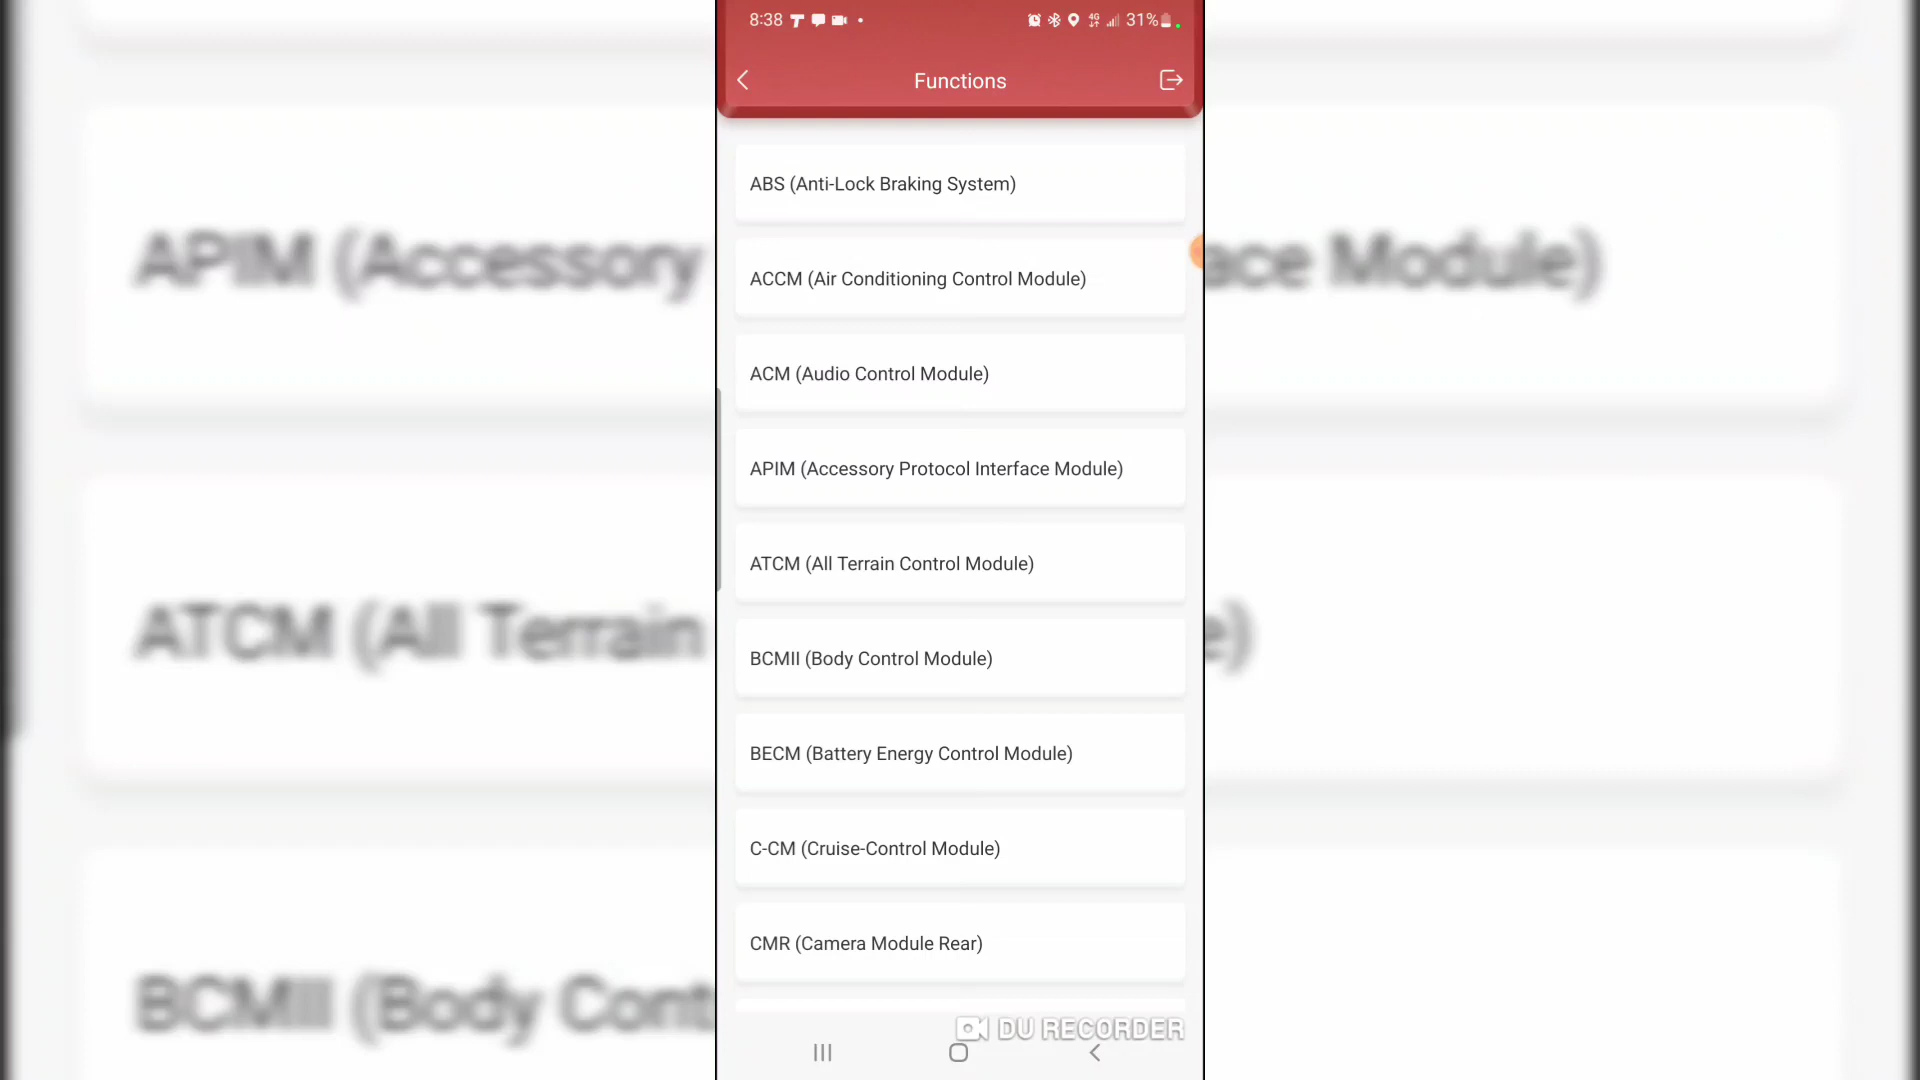 8:38
4G
31%
Functions
ABS (Anti-Lock Braking System)
ACCM (Air Conditioning Control Module)
ACM (Audio Control Module)
APIM (Accessory Protocol Interface Module)
ATCM (All Terrain Control Module)
BCMII (Body Control Module)
BECM (Battery Energy Control Module)
C-CM (Cruise-Control Module)
CMR (Camera Module Rear)
DU RECORDER
APIM (Accessory
ace Module)
ATCM (All Terrain
e)
BCMII (Body Cont